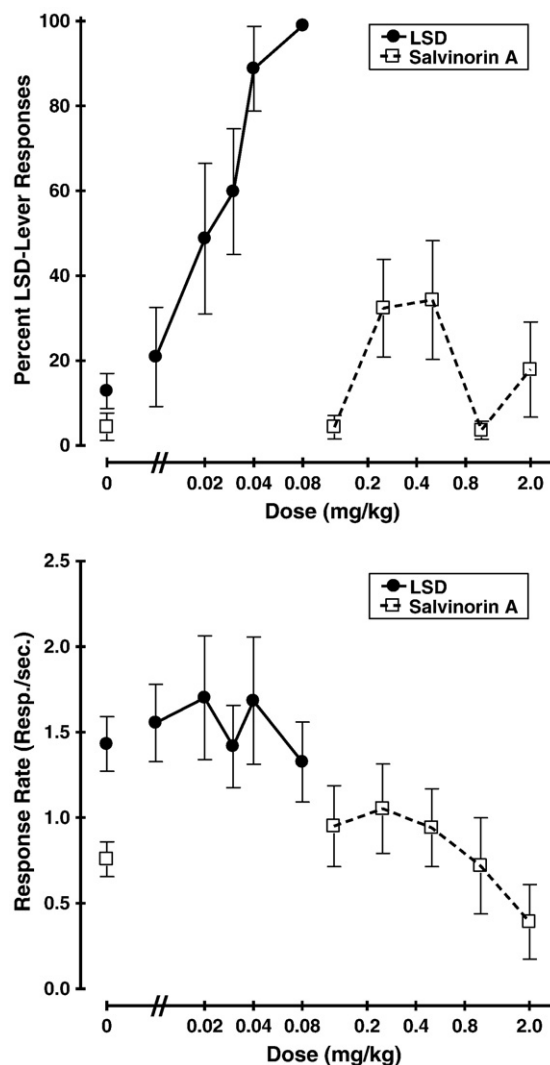 100
80
60
40
20
0
Percent LSD-Lever Responses
LSD
Salvinorin A
0 // 0.02 0.04 0.08 0.2 0.4 0.8 2.0
Dose (mg/kg)
2.5
2.0
1.5
1.0
0.5
0.0
Response Rate (Resp./sec.)
LSD
Salvinorin A
0 // 0.02 0.04 0.08 0.2 0.4 0.8 2.0
Dose (mg/kg)